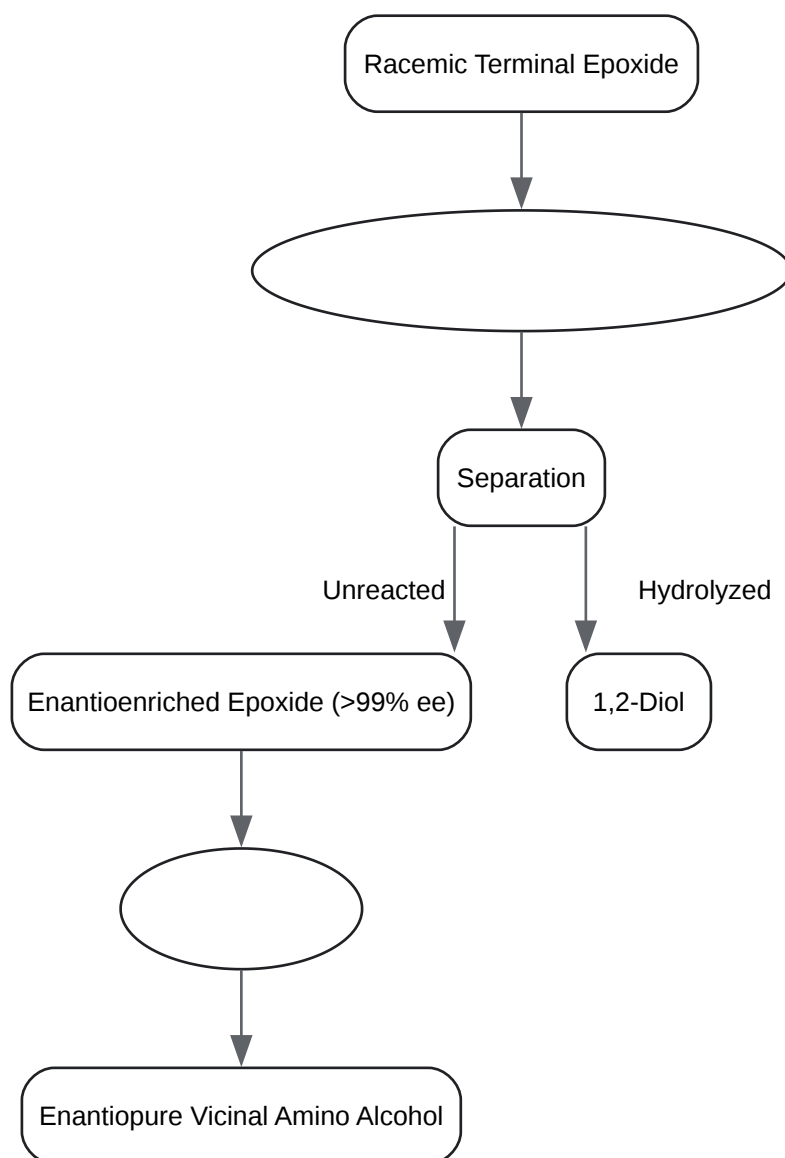 Racemic Terminal Epoxide
Separation
Unreacted
Hydrolyzed
Enantioenriched Epoxide (>99% ee)
1,2-Diol
Enantiopure Vicinal Amino Alcohol